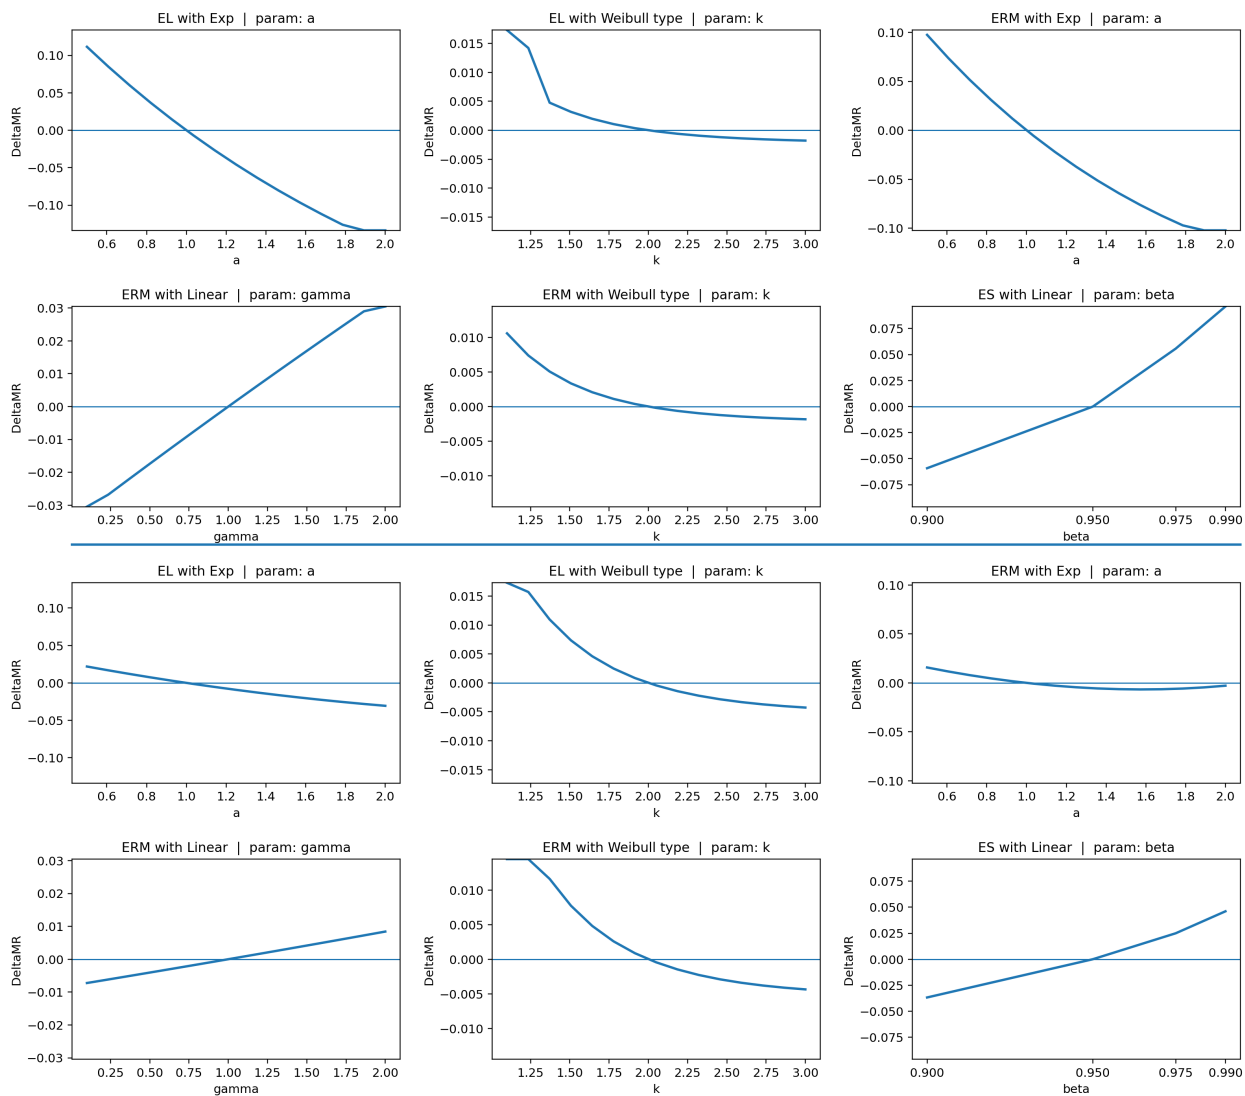 EL with Exp | param: a
EL with Weibull type | param: k
ERM with Exp | param: a
DeltaMR
0.10
0.05
0.00
−0.05
−0.10
0.6 0.8 1.0 1.2 1.4 1.6 1.8 2.0
a
DeltaMR
0.015
0.010
0.005
0.000
−0.005
−0.010
−0.015
1.25 1.50 1.75 2.00 2.25 2.50 2.75 3.00
k
DeltaMR
0.10
0.05
0.00
−0.05
−0.10
0.6 0.8 1.0 1.2 1.4 1.6 1.8 2.0
a
ERM with Linear | param: gamma
ERM with Weibull type | param: k
ES with Linear | param: beta
DeltaMR
0.03
0.02
0.01
0.00
−0.01
−0.02
−0.03
0.25 0.50 0.75 1.00 1.25 1.50 1.75 2.00
gamma
DeltaMR
0.010
0.005
0.000
−0.005
−0.010
1.25 1.50 1.75 2.00 2.25 2.50 2.75 3.00
k
DeltaMR
0.075
0.050
0.025
0.000
−0.025
−0.050
−0.075
0.900 0.950 0.975 0.990
beta
EL with Exp | param: a
EL with Weibull type | param: k
ERM with Exp | param: a
DeltaMR
0.10
0.05
0.00
−0.05
−0.10
0.6 0.8 1.0 1.2 1.4 1.6 1.8 2.0
a
DeltaMR
0.015
0.010
0.005
0.000
−0.005
−0.010
−0.015
1.25 1.50 1.75 2.00 2.25 2.50 2.75 3.00
k
DeltaMR
0.10
0.05
0.00
−0.05
−0.10
0.6 0.8 1.0 1.2 1.4 1.6 1.8 2.0
a
ERM with Linear | param: gamma
ERM with Weibull type | param: k
ES with Linear | param: beta
DeltaMR
0.03
0.02
0.01
0.00
−0.01
−0.02
−0.03
0.25 0.50 0.75 1.00 1.25 1.50 1.75 2.00
gamma
DeltaMR
0.010
0.005
0.000
−0.005
−0.010
1.25 1.50 1.75 2.00 2.25 2.50 2.75 3.00
k
DeltaMR
0.075
0.050
0.025
0.000
−0.025
−0.050
−0.075
0.900 0.950 0.975 0.990
beta